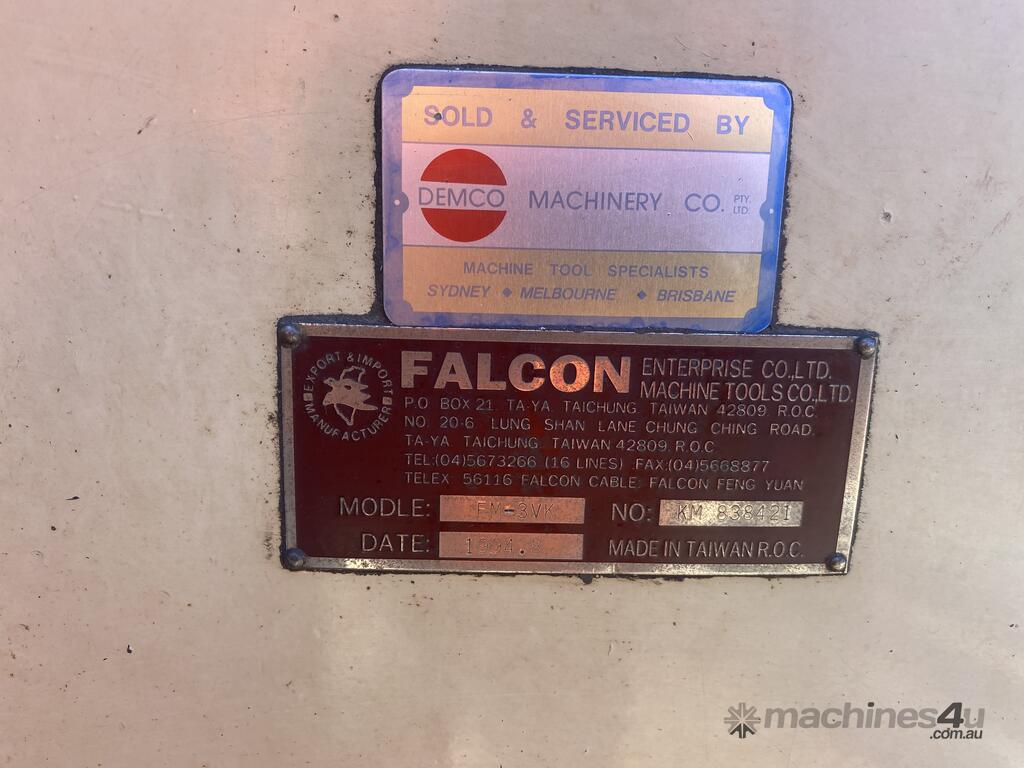 SOLD & SERVICED BY
DEMCO MACHINERY CO. PTY. LTD.
MACHINE TOOL SPECIALISTS
SYDNEY ◆ MELBOURNE ◆ BRISBANE
EXPORT & IMPORT
MANUFACTURER
FALCON ENTERPRISE CO.,LTD.
MACHINE TOOLS CO.,LTD.
P.O BOX 21, TA-YA, TAICHUNG, TAIWAN 42809, R.O.C.
NO. 20-6, LUNG SHAN LANE CHUNG CHING ROAD,
TA-YA, TAICHUNG, TAIWAN 42809, R.O.C.
TEL:(04)5673266 (16 LINES) FAX:(04)5668877
TELEX: 56116 FALCON CABLE: FALCON FENG YUAN
MODLE: FM-3VK NO: KM 838421
DATE: MADE IN TAIWAN R.O.C.
machines4u
.com.au